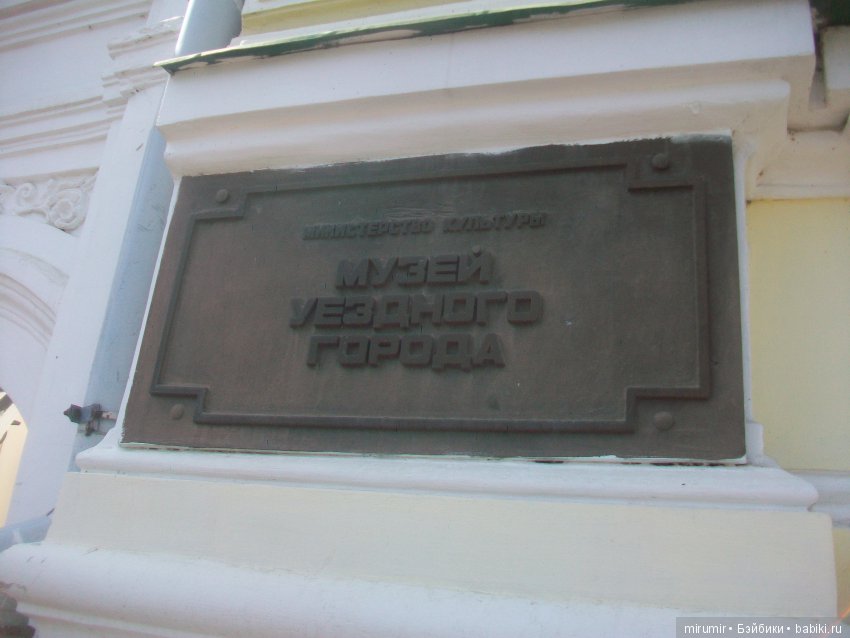 МИНИСТЕРСТВО КУЛЬТУРЫ
МУЗЕЙ
УЕЗДНОГО
ГОРОДА
mirumir • Бэйбики • babiki.ru